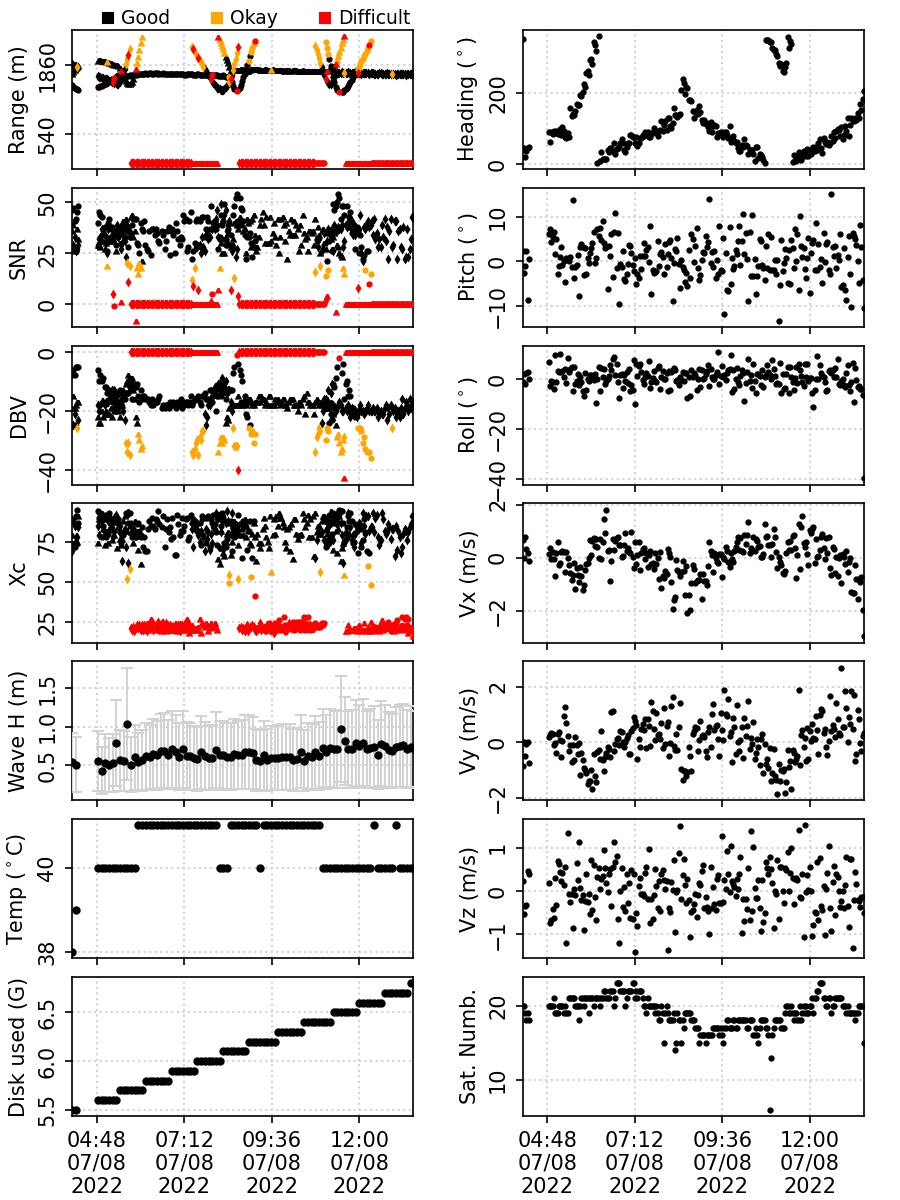 Good Okay Difficult
Range (m)
1860
540
Heading (°)
200
0
SNR
50
25
0
Pitch (°)
10
0
−10
DBV
0
−20
−40
Roll (°)
0
−20
−40
Xc
75
50
25
Vx (m/s)
2
0
−2
Wave H (m)
1.5
1.0
0.5
Vy (m/s)
2
0
−2
Temp (°C)
40
38
Vz (m/s)
1
0
−1
Disk used (G)
6.5
6.0
5.5
Sat. Numb.
20
10
04:48 07:12 09:36 12:00
07/08 07/08 07/08 07/08
2022 2022 2022 2022
04:48 07:12 09:36 12:00
07/08 07/08 07/08 07/08
2022 2022 2022 2022